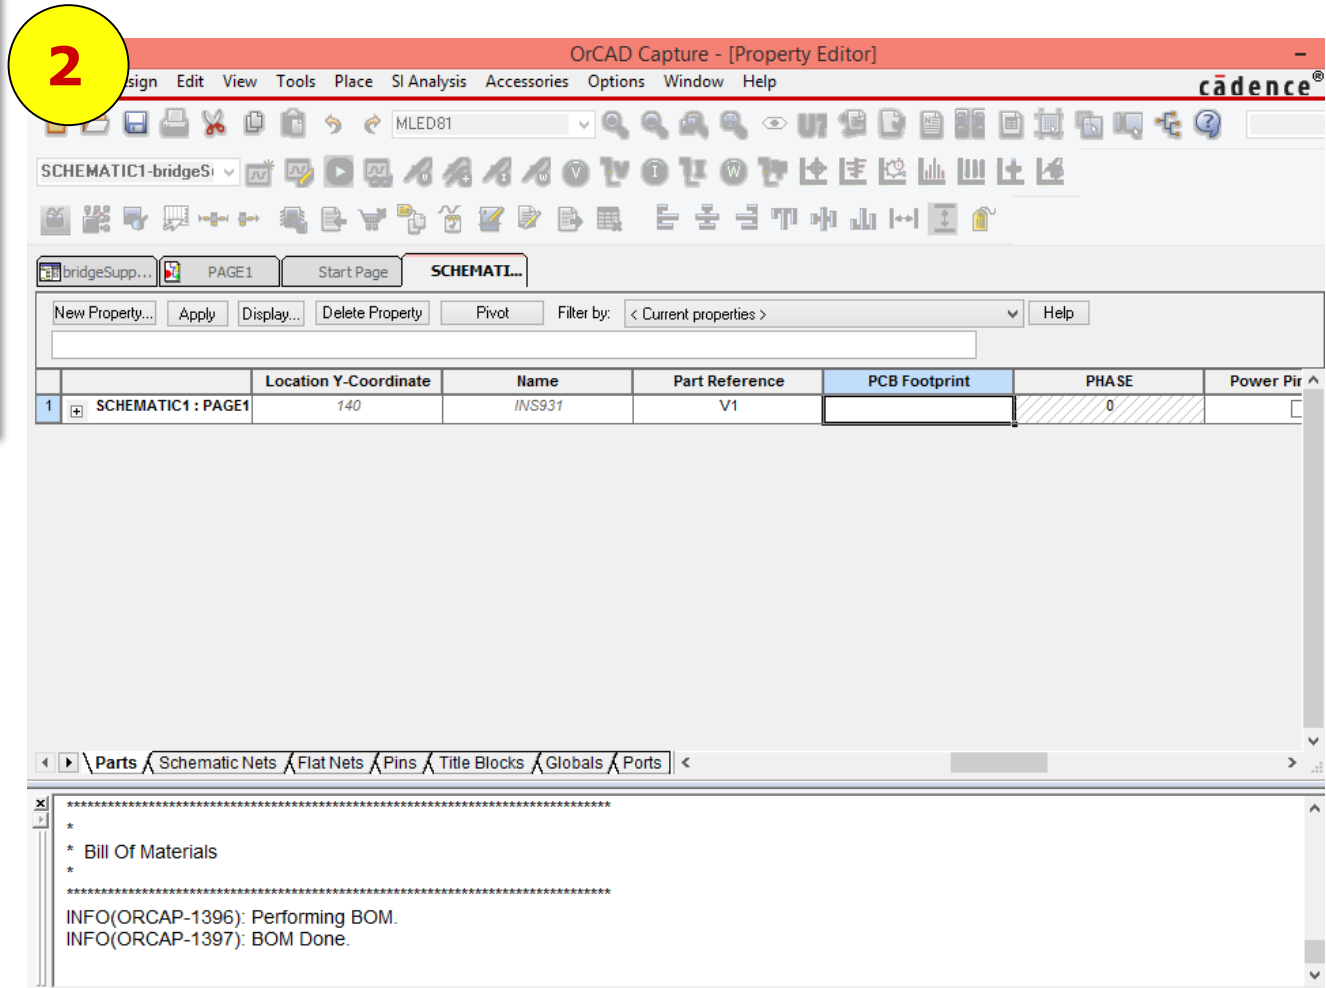 2
OrCAD Capture - [Property Editor]
sign Edit View Tools Place SI Analysis Accessories Options Window Help
cādence®
MLED81
SCHEMATIC1-bridgeS
bridgeSupp... PAGE1 Start Page SCHEMATI...
New Property... Apply Display... Delete Property Pivot Filter by: < Current properties > Help
Location Y-Coordinate Name Part Reference PCB Footprint PHASE Power Pin
1 SCHEMATIC1 : PAGE1 140 INS931 V1 0
Parts Schematic Nets Flat Nets Pins Title Blocks Globals Ports
********************************************************************************
*
* Bill Of Materials
*
********************************************************************************
INFO(ORCAP-1396): Performing BOM.
INFO(ORCAP-1397): BOM Done.